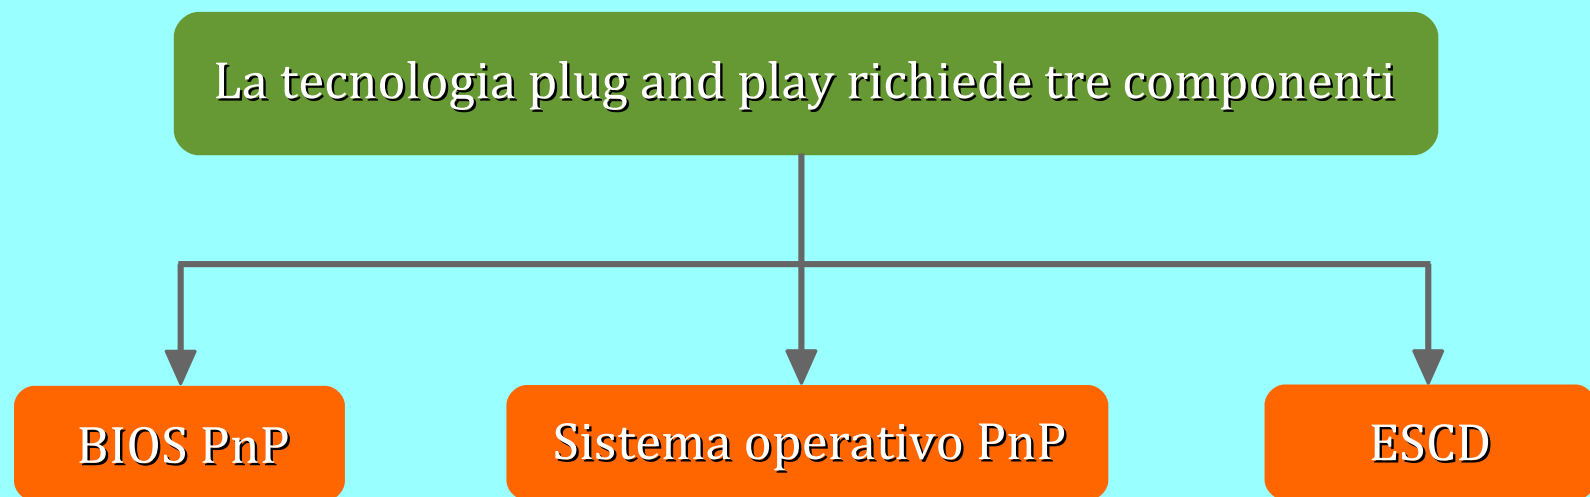 La tecnologia plug and play richiede tre componenti
BIOS PnP
Sistema operativo PnP
ESCD